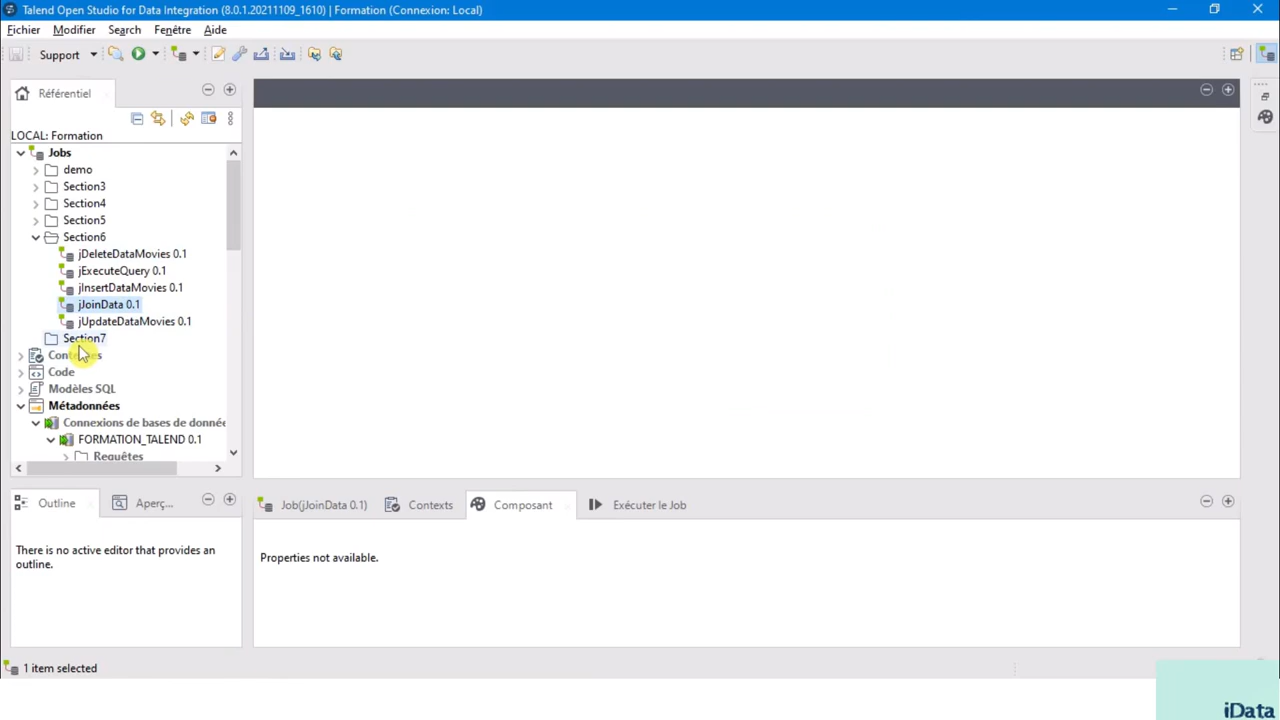 Talend Open Studio for Data Integration (8.0.1.20211109_1610) | Formation (Connexion: Local)
Fichier Modifier Search Fenêtre Aide
Support
Référentiel
LOCAL: Formation
Jobs
demo
Section3
Section4
Section5
Section6
jDeleteDataMovies 0.1
jExecuteQuery 0.1
jInsertDataMovies 0.1
jJoinData 0.1
jUpdateDataMovies 0.1
Section7
Contextes
Code
Modèles SQL
Métadonnées
Connexions de bases de donnée
FORMATION_TALEND 0.1
Requêtes
Outline Aperç...
There is no active editor that provides an
outline.
Job(jJoinData 0.1) Contexts Composant Exécuter le Job
Properties not available.
1 item selected
iData